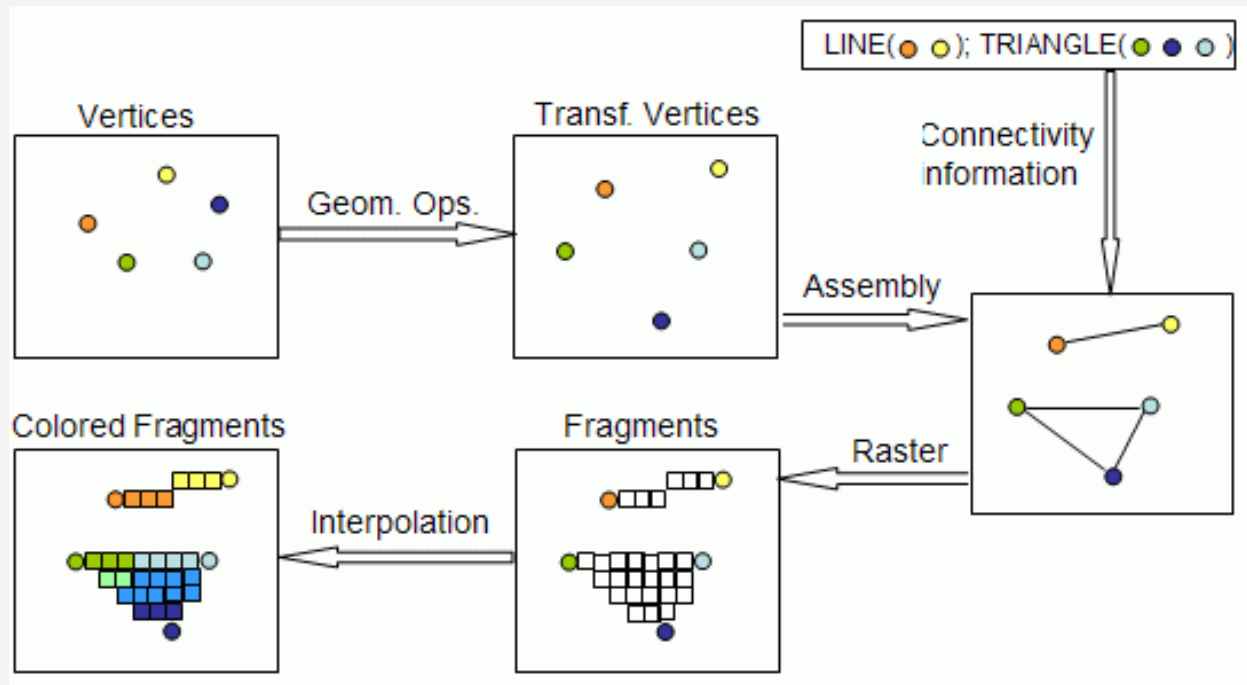 LINE( ); TRIANGLE( )
Vertices
Transf. Vertices
Connectivity
information
Geom. Ops.
Assembly
Colored Fragments
Fragments
Raster
Interpolation